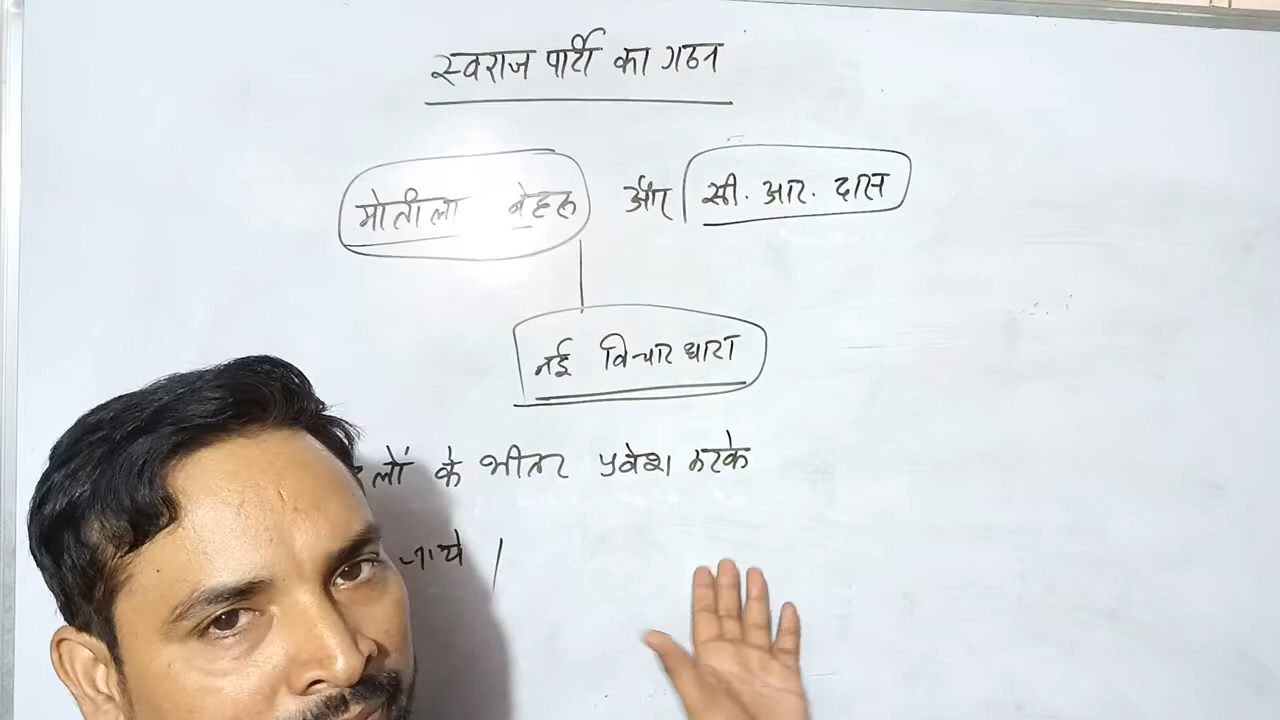 स्वराज पार्टी का गठन
मोतीला नेहरू और सी. आर. दास
नई विचारधारा
लों के भीतर प्रवेश करके
जाये |